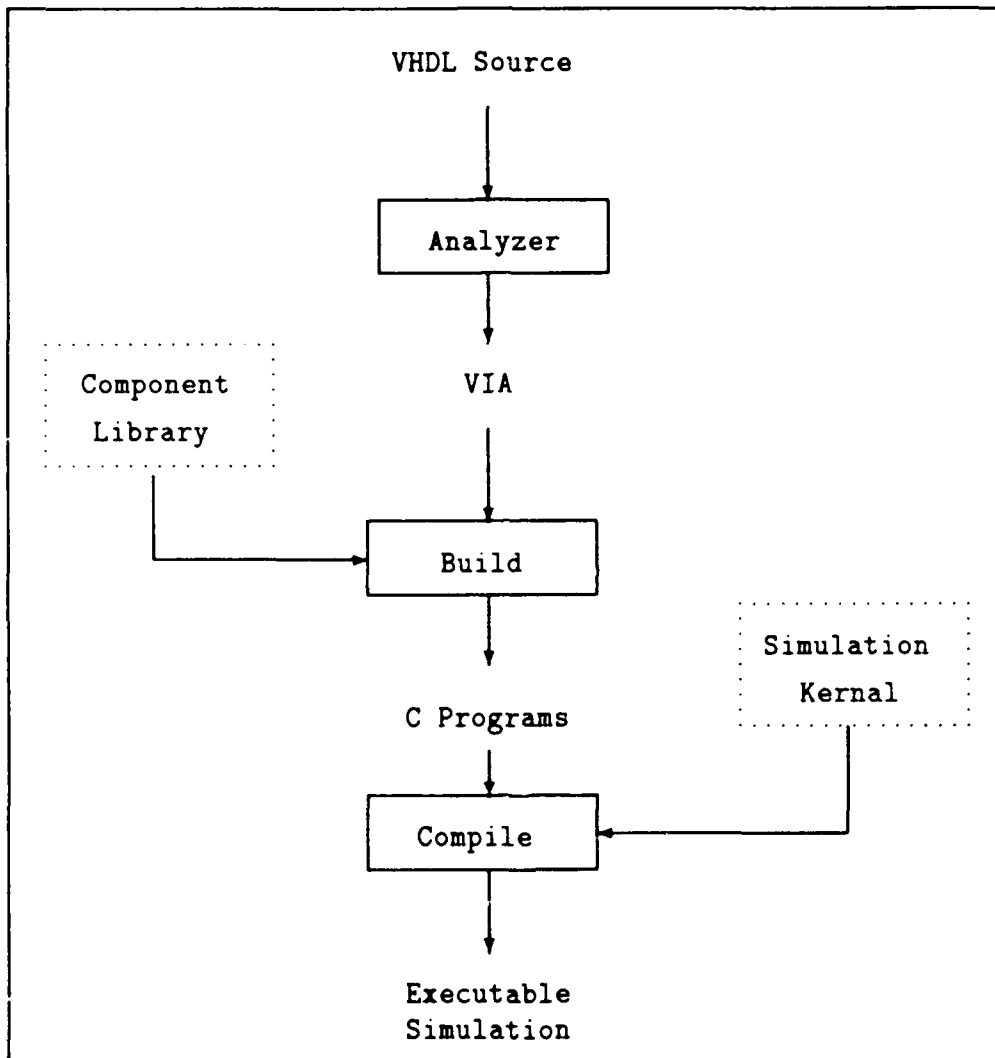 VHDL Source
Analyzer
VIA
Component
Library
Build
Simulation
Kernal
C Programs
Compile
Executable
Simulation